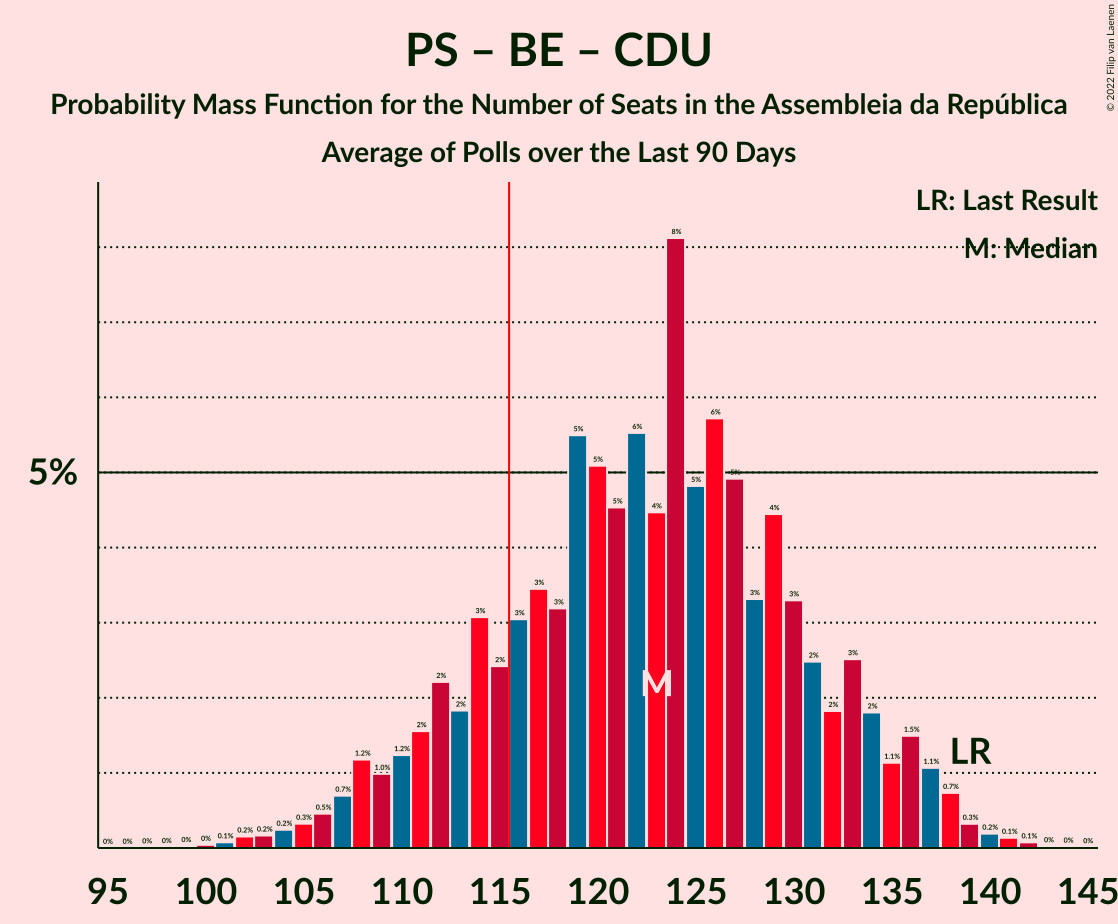 PS – BE – CDU
Probability Mass Function for the Number of Seats in the Assembleia da República
Average of Polls over the Last 90 Days
© 2022 Filip van Laenen
LR: Last Result
M: Median
5%
0% 0% 0% 0% 0% 0% 0.1% 0.2% 0.2% 0.2% 0.3% 0.5% 0.7% 1.2% 1.0% 1.2% 2% 2% 2% 3% 2% 3% 3% 3% 5% 5% 5% 6% 4% 8% 5% 6% 5% 3% 4% 3% 2% 2% 3% 2% 1.1% 1.5% 1.1% 0.7% 0.3% 0.2% 0.1% 0.1% 0% 0% 0%
M
LR
95 100 105 110 115 120 125 130 135 140 145